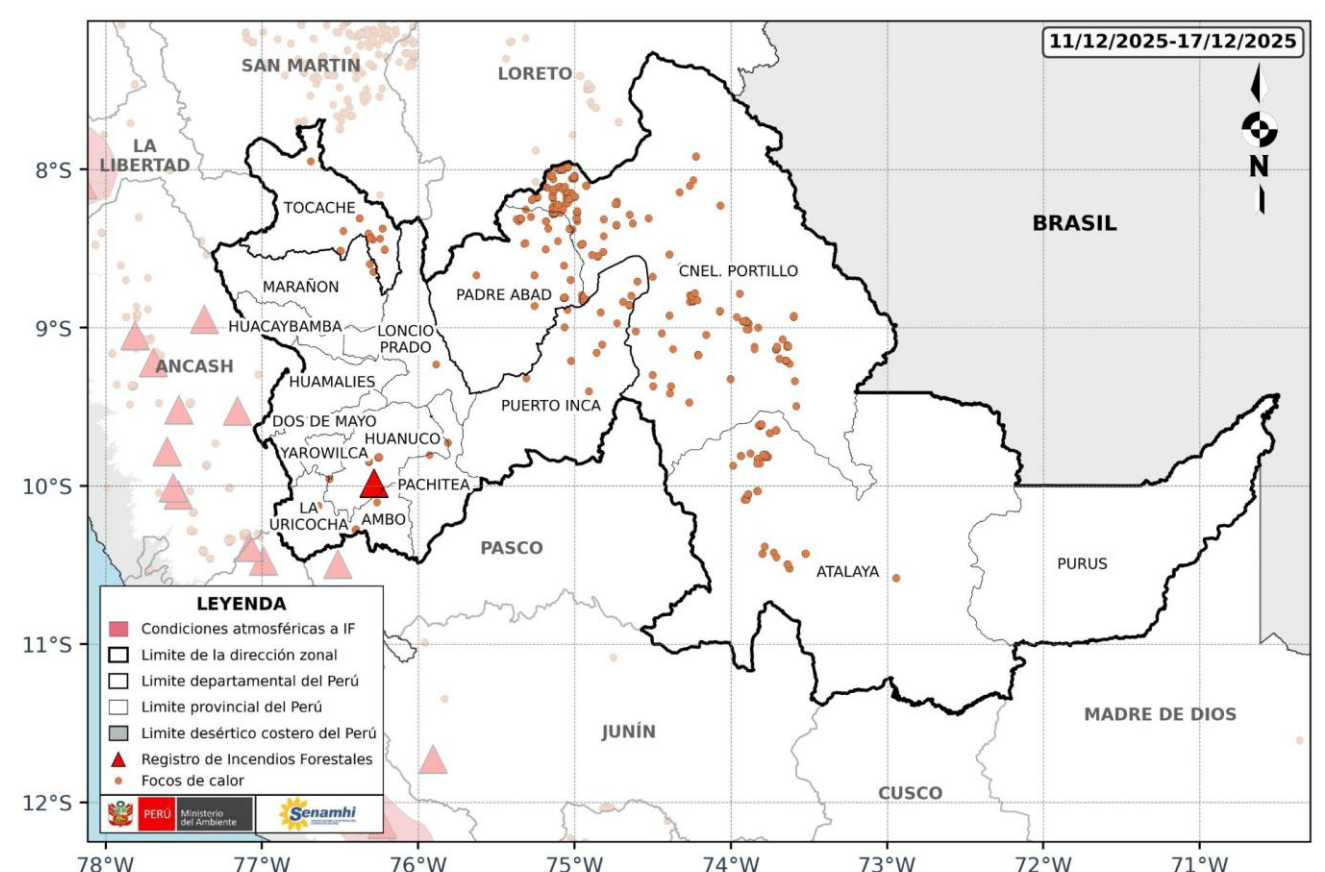 11/12/2025-17/12/2025
SAN MARTIN
LORETO
LA
LIBERTAD
N
8°S
TOCACHE
BRASIL
CNEL. PORTILLO
MARAÑON
PADRE ABAD
HUACAYBAMBA
9°S
LONCIO
PRADO
ANCASH
HUAMALIES
PUERTO INCA
DOS DE MAYO
HUANUCO
YAROWILCA
10°S
PACHITEA
LA
URICOCHA
AMBO
PASCO
ATALAYA
PURUS
LEYENDA
Condiciones atmosféricas a IF
Limite de la dirección zonal
Limite departamental del Perú
Limite provincial del Perú
Limite desértico costero del Perú
Registro de Incendios Forestales
Focos de calor
PERÚ
Ministerio
del Ambiente
Senamhi
11°S
JUNÍN
MADRE DE DIOS
CUSCO
12°S
78°W
77°W
76°W
75°W
74°W
73°W
72°W
71°W